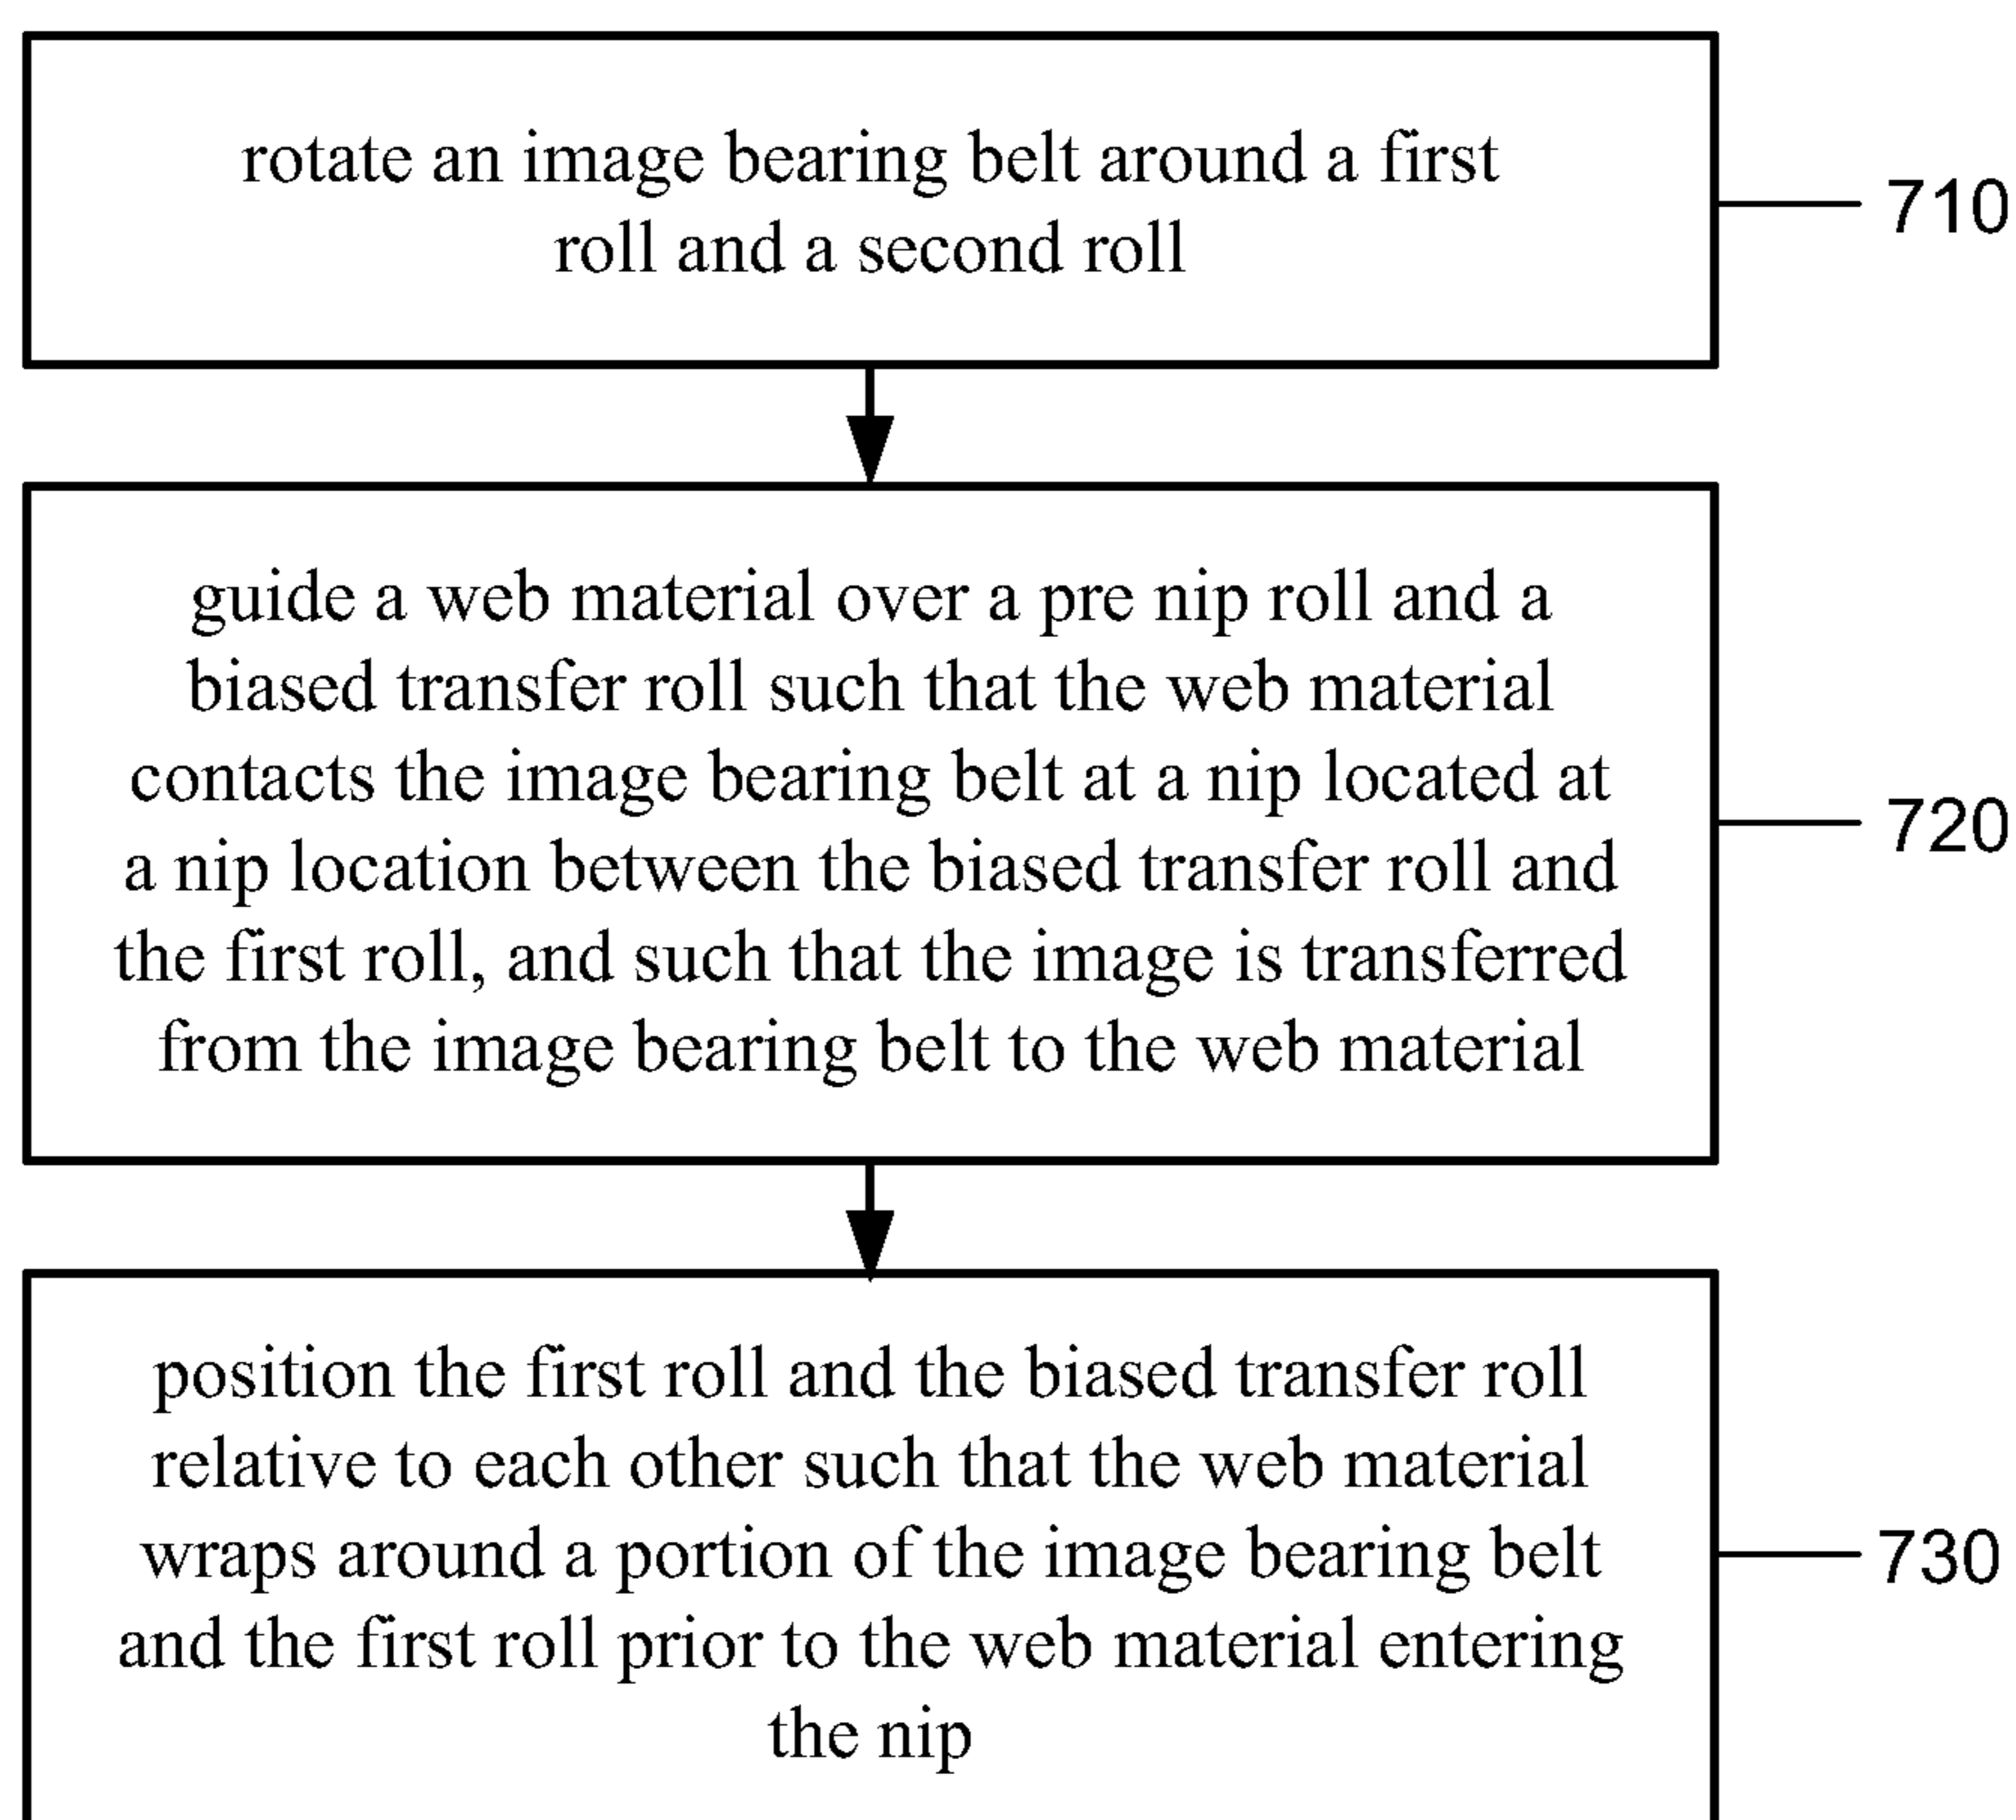 rotate an image bearing belt around a first
roll and a second roll
710
guide a web material over a pre nip roll and a
biased transfer roll such that the web material
contacts the image bearing belt at a nip located at
a nip location between the biased transfer roll and
the first roll, and such that the image is transferred
from the image bearing belt to the web material
720
position the first roll and the biased transfer roll
relative to each other such that the web material
wraps around a portion of the image bearing belt
and the first roll prior to the web material entering
the nip
730